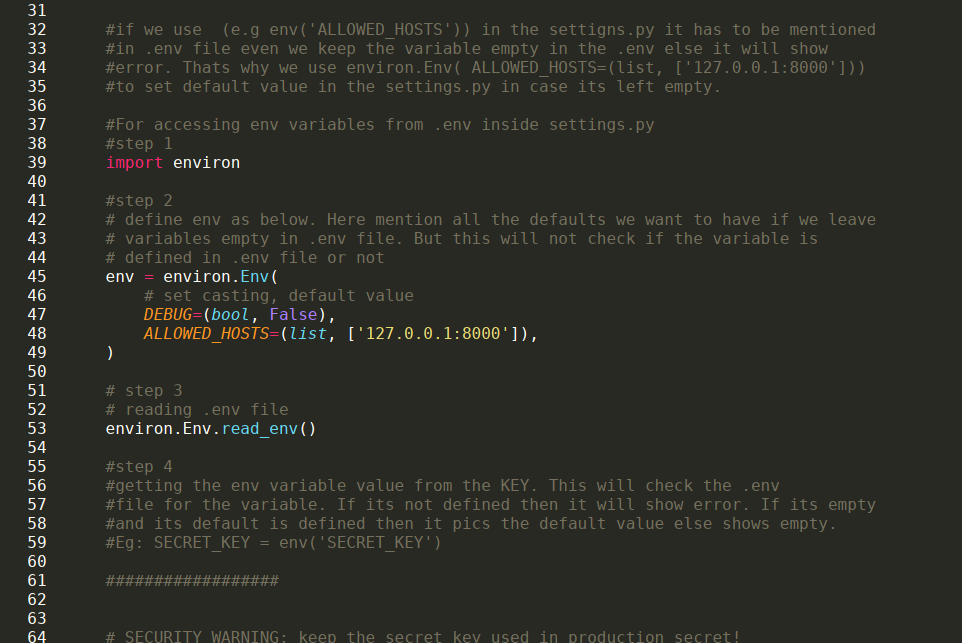 31
32 #if we use  (e.g env('ALLOWED_HOSTS')) in the settigns.py it has to be mentioned
33 #in .env file even we keep the variable empty in the .env else it will show
34 #error. Thats why we use environ.Env( ALLOWED_HOSTS=(list, ['127.0.0.1:8000']))
35 #to set default value in the settings.py in case its left empty.
36
37 #For accessing env variables from .env inside settings.py
38 #step 1
39 import environ
40
41 #step 2
42 # define env as below. Here mention all the defaults we want to have if we leave
43 # variables empty in .env file. But this will not check if the variable is
44 # defined in .env file or not
45 env = environ.Env(
46     # set casting, default value
47     DEBUG=(bool, False),
48     ALLOWED_HOSTS=(list, ['127.0.0.1:8000']),
49 )
50
51 # step 3
52 # reading .env file
53 environ.Env.read_env()
54
55 #step 4
56 #getting the env variable value from the KEY. This will check the .env
57 #file for the variable. If its not defined then it will show error. If its empty
58 #and its default is defined then it pics the default value else shows empty.
59 #Eg: SECRET_KEY = env('SECRET_KEY')
60
61 ##################
62
63
64 # SECURITY WARNING: keep the secret key used in production secret!